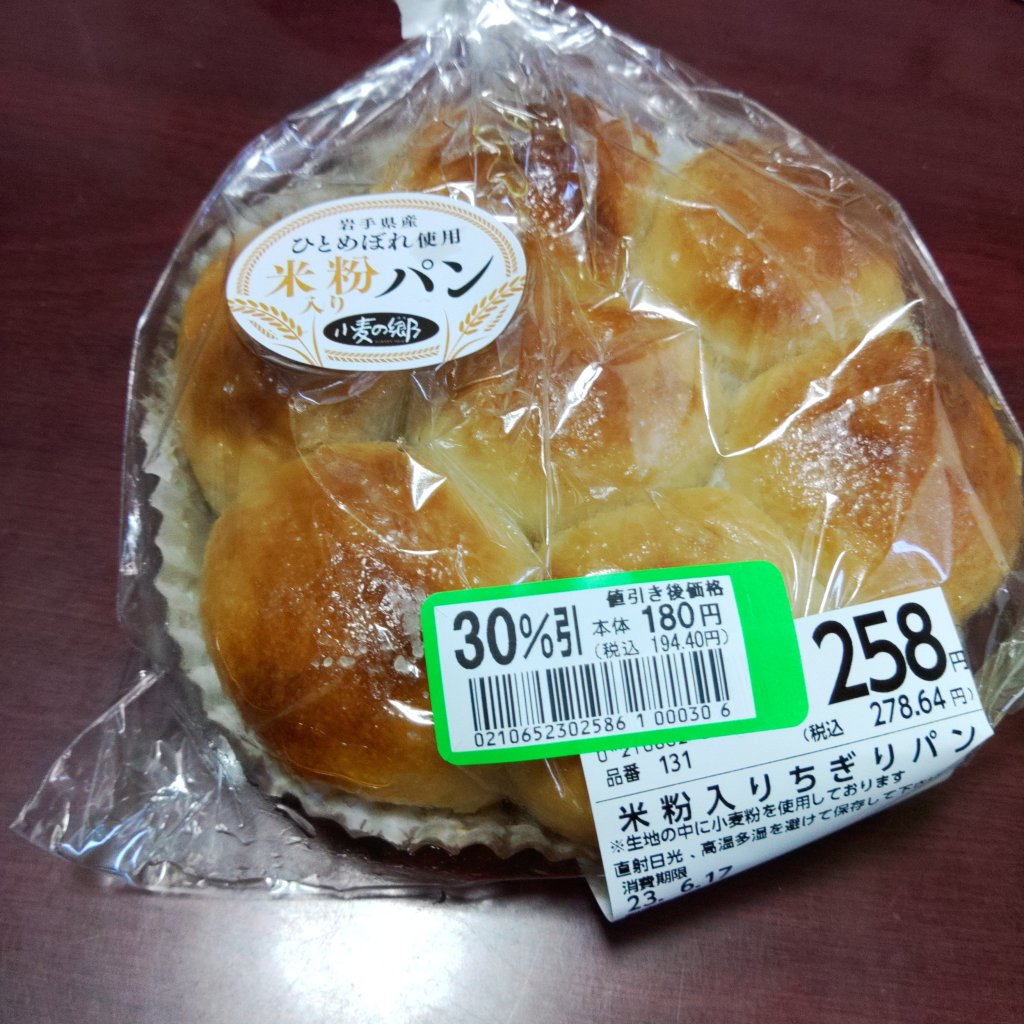 岩手県産
ひとめぼれ使用
米粉パン
入り
小麦の郷
30%引
値引き後価格
本体 180円
(税込 194.40円)
0210652302586 1 00030 6
258円
(税込 278.64円)
品番 131
米粉入りちぎりパン
※生地の中に小麦粉を使用しております
直射日光、高温多湿を避けて保存して下
消費期限
23. 6.17